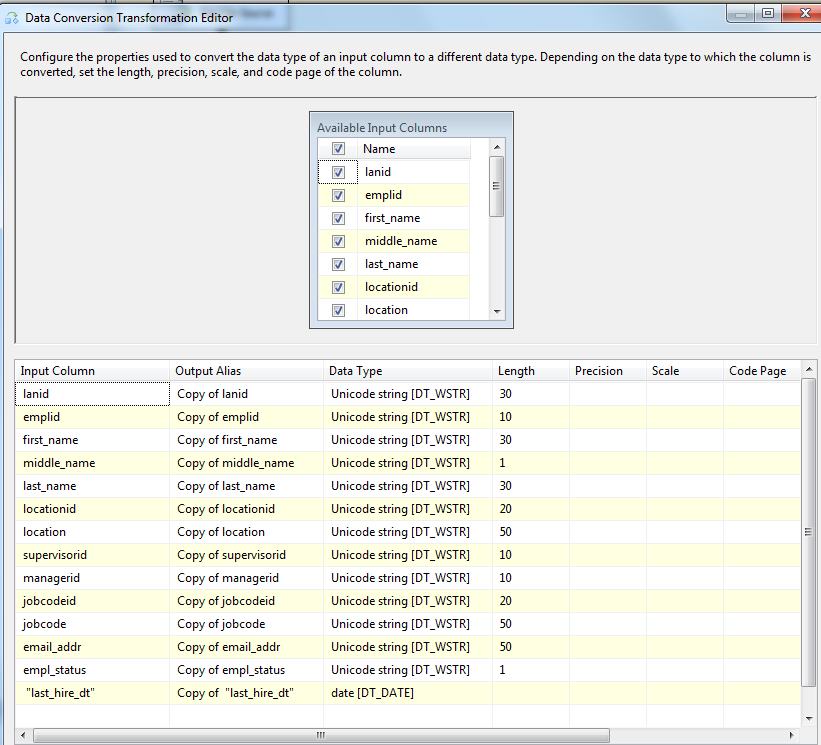 Data Conversion Transformation Editor
Configure the properties used to convert the data type of an input column to a different data type. Depending on the data type to which the column is
converted, set the length, precision, scale, and code page of the column.
Available Input Columns
Name
lanid
emplid
first_name
middle_name
last_name
locationid
location
Input Column Output Alias Data Type Length Precision Scale Code Page
lanid Copy of lanid Unicode string [DT_WSTR] 30
emplid Copy of emplid Unicode string [DT_WSTR] 10
first_name Copy of first_name Unicode string [DT_WSTR] 30
middle_name Copy of middle_name Unicode string [DT_WSTR] 1
last_name Copy of last_name Unicode string [DT_WSTR] 30
locationid Copy of locationid Unicode string [DT_WSTR] 20
location Copy of location Unicode string [DT_WSTR] 50
supervisorid Copy of supervisorid Unicode string [DT_WSTR] 10
managerid Copy of managerid Unicode string [DT_WSTR] 10
jobcodeid Copy of jobcodeid Unicode string [DT_WSTR] 20
jobcode Copy of jobcode Unicode string [DT_WSTR] 50
email_addr Copy of email_addr Unicode string [DT_WSTR] 50
empl_status Copy of empl_status Unicode string [DT_WSTR] 1
"last_hire_dt" Copy of "last_hire_dt" date [DT_DATE]